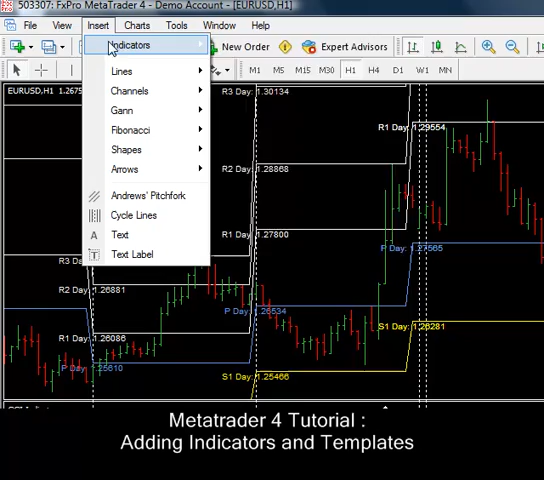 503307: FxPro MetaTrader 4 - Demo Account - [EURUSD,H1]
File View Insert Charts Tools Window Help
New Order Expert Advisors
M1 M5 M15 M30 H1 H4 D1 W1 MN
EURUSD,H1
Indicators
Lines
Channels
Gann
Fibonacci
Shapes
Arrows
Andrews' Pitchfork
Cycle Lines
Text
Text Label
R3 Day: 1.30134
R1 Day: 1.29554
R2 Day: 1.28868
R1 Day: 1.27800
P Day: 1.27565
R2 Day: 1.26881
P Day: 1.26534
S1 Day: 1.26281
R1 Day: 1.26086
P Day: 1.25610
S1 Day: 1.25466
Metatrader 4 Tutorial :
Adding Indicators and Templates